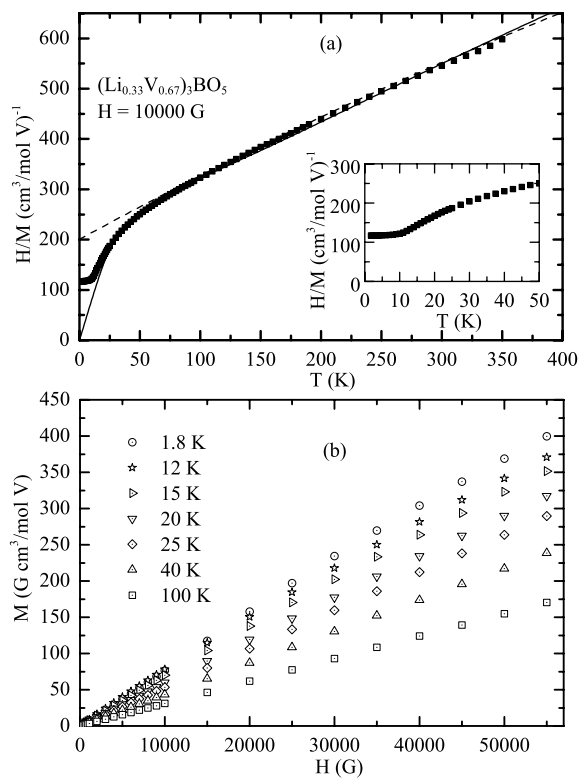 (a)
(Li₀.₃₃V₀.₆₇)₃BO₅
H = 10000 G
H/M (cm³/mol V)⁻¹
650
600
500
400
300
200
100
0
0 50 100 150 200 250 300 350 400
T (K)
H/M (cm³/mol V)⁻¹
300
200
100
0
0 10 20 30 40 50
T (K)
(b)
M (G cm³/mol V)
450
400
350
300
250
200
150
100
50
0
1.8 K
12 K
15 K
20 K
25 K
40 K
100 K
0 10000 20000 30000 40000 50000
H (G)